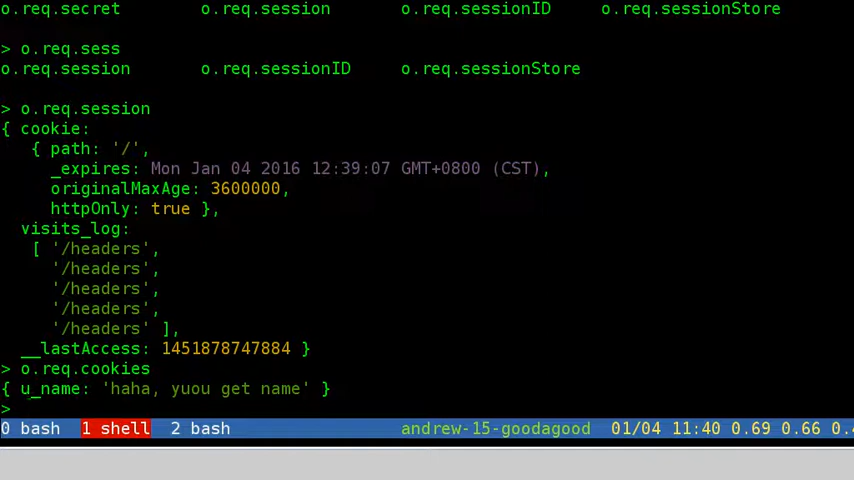 o.req.secret o.req.session o.req.sessionID o.req.sessionStore
> o.req.sess
o.req.session o.req.sessionID o.req.sessionStore
> o.req.session
{ cookie:
{ path: '/',
_expires: Mon Jan 04 2016 12:39:07 GMT+0800 (CST),
originalMaxAge: 3600000,
httpOnly: true },
visits_log:
[ '/headers',
'/headers',
'/headers',
'/headers',
'/headers' ],
__lastAccess: 1451878747884 }
> o.req.cookies
{ u_name: 'haha, yuou get name' }
>
0 bash 1 shell 2 bash andrew-15-goodagood 01/04 11:40 0.69 0.66